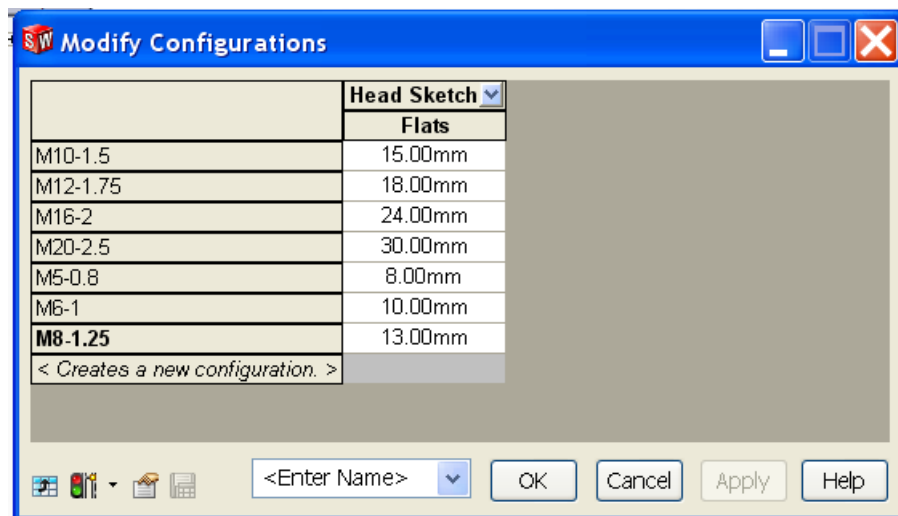 SW Modify Configurations
Head Sketch
Flats
M10-1.5 15.00mm
M12-1.75 18.00mm
M16-2 24.00mm
M20-2.5 30.00mm
M5-0.8 8.00mm
M6-1 10.00mm
M8-1.25 13.00mm
< Creates a new configuration. >
<Enter Name> OK Cancel Apply Help